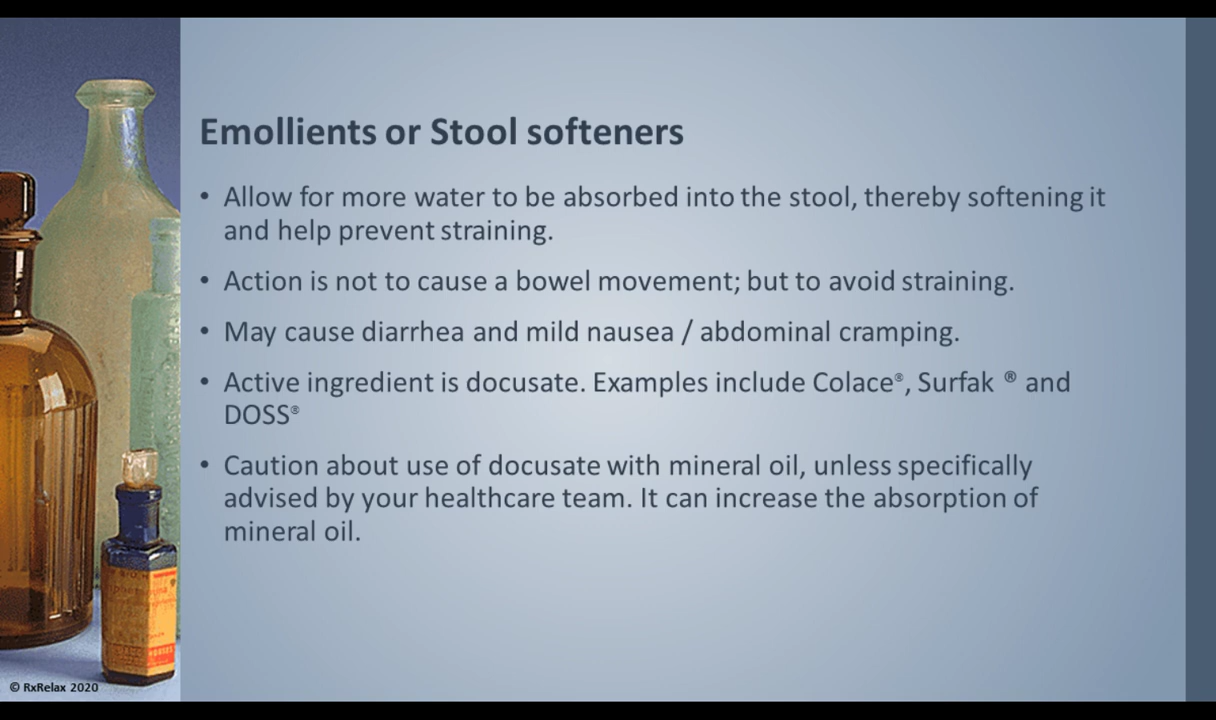 Emollients or Stool softeners
• Allow for more water to be absorbed into the stool, thereby softening it
and help prevent straining.
• Action is not to cause a bowel movement; but to avoid straining.
• May cause diarrhea and mild nausea / abdominal cramping.
• Active ingredient is docusate. Examples include Colace®, Surfak ® and
DOSS®
• Caution about use of docusate with mineral oil, unless specifically
advised by your healthcare team. It can increase the absorption of
mineral oil.
© RxRelax 2020